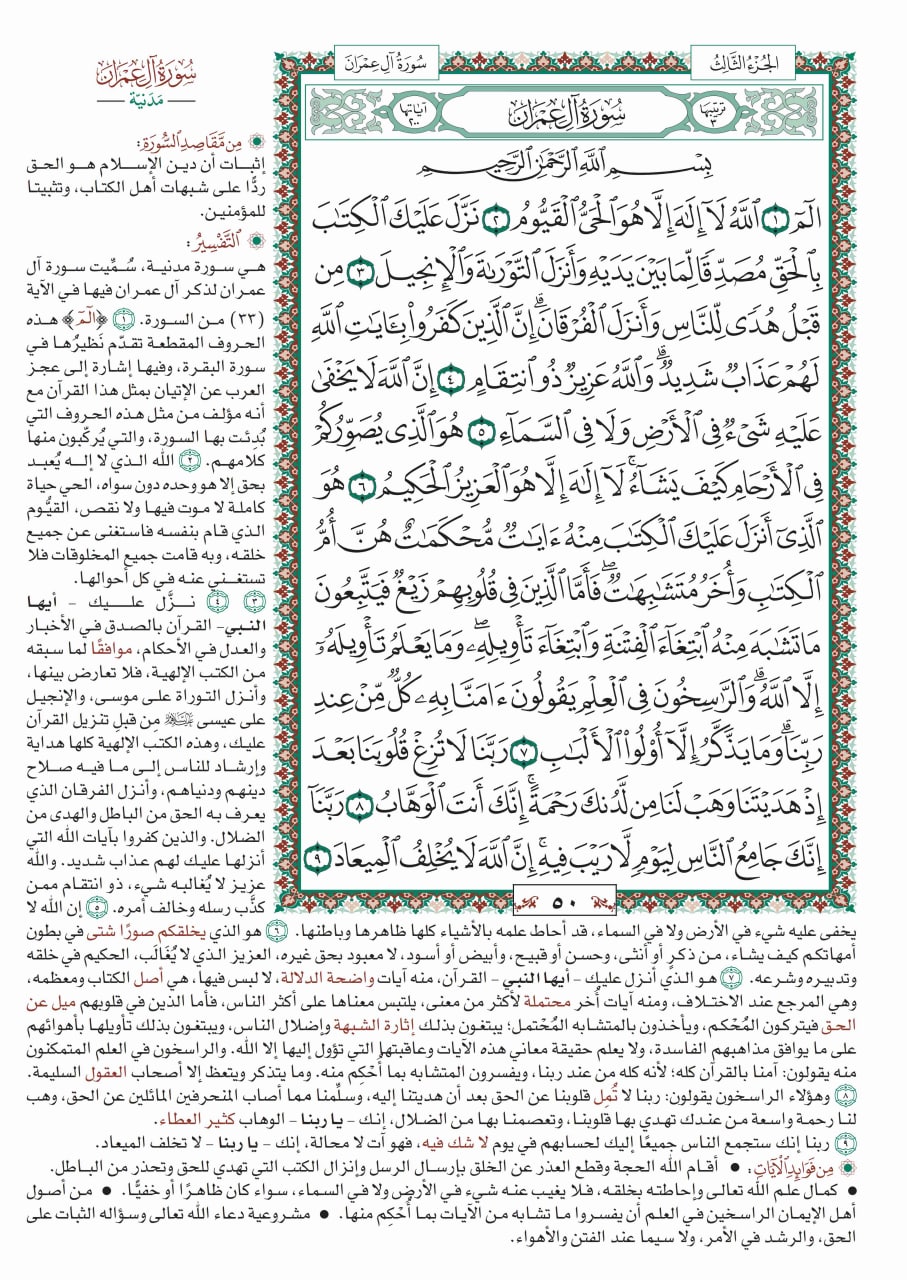 الجُزْءُ الثَّالِثُ
سُورَةُ آلِ عِمْرَانَ
ترتيبها ٣
سُورَةُ آلِ عِمْرَانَ
آياتها ٢٠٠
بِسْمِ ٱللَّهِ ٱلرَّحْمَٰنِ ٱلرَّحِيمِ
الٓمٓ ١ ٱللَّهُ لَآ إِلَٰهَ إِلَّا هُوَ ٱلْحَىُّ ٱلْقَيُّومُ ٢ نَزَّلَ عَلَيْكَ ٱلْكِتَٰبَ
بِٱلْحَقِّ مُصَدِّقًا لِّمَا بَيْنَ يَدَيْهِ وَأَنزَلَ ٱلتَّوْرَىٰةَ وَٱلْإِنجِيلَ ٣ مِن
قَبْلُ هُدًى لِّلنَّاسِ وَأَنزَلَ ٱلْفُرْقَانَۗ إِنَّ ٱلَّذِينَ كَفَرُوا۟ بِـَٔايَٰتِ ٱللَّهِ
لَهُمْ عَذَابٌ شَدِيدٌۗ وَٱللَّهُ عَزِيزٌ ذُو ٱنتِقَامٍ ٤ إِنَّ ٱللَّهَ لَا يَخْفَىٰ
عَلَيْهِ شَىْءٌ فِى ٱلْأَرْضِ وَلَا فِى ٱلسَّمَآءِ ٥ هُوَ ٱلَّذِى يُصَوِّرُكُمْ
فِى ٱلْأَرْحَامِ كَيْفَ يَشَآءُۚ لَآ إِلَٰهَ إِلَّا هُوَ ٱلْعَزِيزُ ٱلْحَكِيمُ ٦ هُوَ
ٱلَّذِىٓ أَنزَلَ عَلَيْكَ ٱلْكِتَٰبَ مِنْهُ ءَايَٰتٌ مُّحْكَمَٰتٌ هُنَّ أُمُّ
ٱلْكِتَٰبِ وَأُخَرُ مُتَشَٰبِهَٰتٌۖ فَأَمَّا ٱلَّذِينَ فِى قُلُوبِهِمْ زَيْغٌ فَيَتَّبِعُونَ
مَا تَشَٰبَهَ مِنْهُ ٱبْتِغَآءَ ٱلْفِتْنَةِ وَٱبْتِغَآءَ تَأْوِيلِهِۦۖ وَمَا يَعْلَمُ تَأْوِيلَهُۥٓ
إِلَّا ٱللَّهُۗ وَٱلرَّٰسِخُونَ فِى ٱلْعِلْمِ يَقُولُونَ ءَامَنَّا بِهِۦ كُلٌّ مِّنْ عِندِ
رَبِّنَاۗ وَمَا يَذَّكَّرُ إِلَّآ أُو۟لُوا۟ ٱلْأَلْبَٰبِ ٧ رَبَّنَا لَا تُزِغْ قُلُوبَنَا بَعْدَ
إِذْ هَدَيْتَنَا وَهَبْ لَنَا مِن لَّدُنكَ رَحْمَةًۚ إِنَّكَ أَنتَ ٱلْوَهَّابُ ٨ رَبَّنَآ
إِنَّكَ جَامِعُ ٱلنَّاسِ لِيَوْمٍ لَّا رَيْبَ فِيهِۚ إِنَّ ٱللَّهَ لَا يُخْلِفُ ٱلْمِيعَادَ ٩
٥٠
سُورَةُ آلِ عِمْرَانَ
مَدَنيَّة
مِن مَّقَاصِدِ ٱلسُّورَةِ:
إثبات أن دين الإسلام هو الحق
ردًّا على شبهات أهل الكتاب، وتثبيتا
للمؤمنين.
التَّفْسِيرُ:
هي سورة مدنية، سُمِّيت سورة آل
عمران لذكر آل عمران فيها في الآية
(٣٣) من السورة. ١ ﴿الٓمٓ﴾ هذه
الحروف المقطعة تقدّم نَظيرُها في
سورة البقرة، وفيها إشارة إلى عجز
العرب عن الإتيان بمثل هذا القرآن مع
أنه مؤلف من مثل هذه الحروف التي
بُدئت بها السورة، والتي يُركِّبون منها
كلامهم. ٢ الله الذي لا إله يُعبد
بحق إلا هو وحده دون سواه، الحي حياة
كاملة لا موت فيها ولا نقص، القيُّوم
الذي قام بنفسه فاستغنى عن جميع
خلقه، وبه قامت جميع المخلوقات فلا
تستغني عنه في كل أحوالها.
٣ ٤ نزَّل عليك - أيها
النبي- القرآن بالصدق في الأخبار
والعدل في الأحكام، موافقًا لما سبقه
من الكتب الإلهية، فلا تعارض بينها،
وأنزل التوراة على موسى، والإنجيل
على عيسى من قبل تنزيل القرآن
عليك، وهذه الكتب الإلهية كلها هداية
وإرشاد للناس إلى ما فيه صلاح
دينهم ودنياهم، وأنزل الفرقان الذي
يعرف به الحق من الباطل والهدى من
الضلال. والذين كفروا بآيات الله التي
أنزلها عليك لهم عذاب شديد. والله
عزيز لا يُغالبه شيء، ذو انتقام ممن
كذَّب رسله وخالف أمره. ٥ إن الله لا
يخفى عليه شيء في الأرض ولا في السماء، قد أحاط علمه بالأشياء كلها ظاهرها وباطنها. ٦ هو الذي يخلقكم صورًا شتى في بطون
أمهاتكم كيف يشاء، من ذكرٍ أو أنثى، وحسن أو قبيح، وأبيض أو أسود، لا معبود بحق غيره، العزيز الذي لا يُغَالَب، الحكيم في خلقه
وتدبيره وشرعه. ٧ هو الذي أنزل عليك - أيها النبي - القرآن، منه آيات واضحة الدلالة، لا لبس فيها، هي أصل الكتاب ومعظمه،
وهي المرجع عند الاختلاف، ومنه آيات أُخر محتملة لأكثر من معنى، يلتبس معناها على أكثر الناس، فأما الذين في قلوبهم ميل عن
الحق فيتركون المُحْكم، ويأخذون بالمتشابه المُحْتمل؛ يبتغون بذلك إثارة الشبهة وإضلال الناس، ويبتغون بذلك تأويلها بأهوائهم
على ما يوافق مذاهبهم الفاسدة، ولا يعلم حقيقة معاني هذه الآيات وعاقبتها التي تؤول إليها إلا الله. والراسخون في العلم المتمكنون
منه يقولون: آمنا بالقرآن كله؛ لأنه كله من عند ربنا، ويفسرون المتشابه بما أُحْكِم منه. وما يتذكر ويتعظ إلا أصحاب العقول السليمة.
٨ وهؤلاء الراسخون يقولون: ربنا لا تُمِل قلوبنا عن الحق بعد أن هديتنا إليه، وسلِّمنا مما أصاب المنحرفين المائلين عن الحق، وهب
لنا رحمة واسعة من عندك تهدي بها قلوبنا، وتعصمنا بها من الضلال، إنك - يا ربنا - الوهاب كثير العطاء.
٩ ربنا إنك ستجمع الناس جميعًا إليك لحسابهم في يوم لا شك فيه، فهو آت لا محالة، إنك - يا ربنا - لا تخلف الميعاد.
مِن فَوَائِدِ ٱلْآيَاتِ: • أقام الله الحجة وقطع العذر عن الخلق بإرسال الرسل وإنزال الكتب التي تهدي للحق وتحذر من الباطل.
• كمال علم الله تعالى وإحاطته بخلقه، فلا يغيب عنه شيء في الأرض ولا في السماء، سواء كان ظاهرًا أو خفيًّا. • من أصول
أهل الإيمان الراسخين في العلم أن يفسروا ما تشابه من الآيات بما أُحْكِم منها. • مشروعية دعاء الله تعالى وسؤاله الثبات على
الحق، والرشد في الأمر، ولا سيما عند الفتن والأهواء.